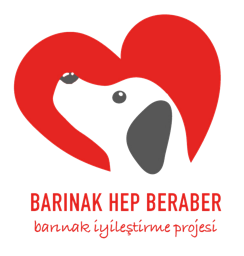 BARINAK HEP BERABER
barınak iyileştirme projesi